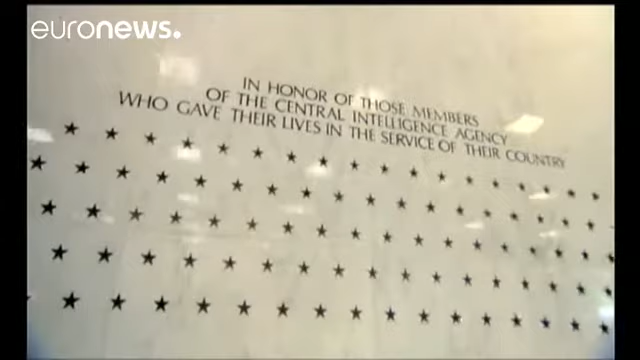 euronews.
IN HONOR OF THOSE MEMBERS
OF THE CENTRAL INTELLIGENCE AGENCY
WHO GAVE THEIR LIVES IN THE SERVICE OF THEIR COUNTRY